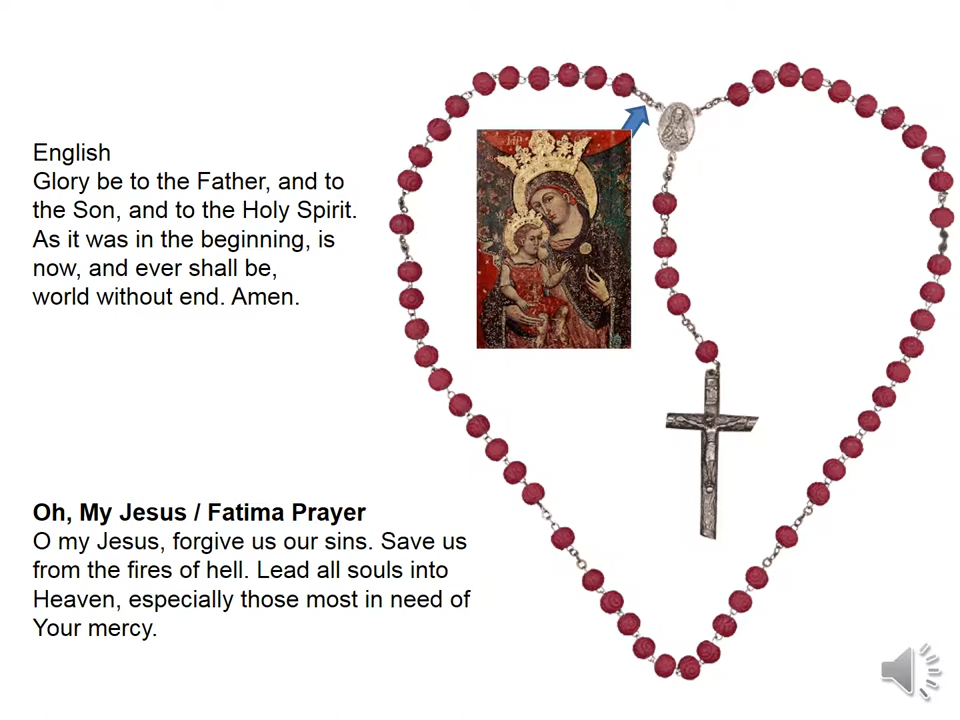 English
Glory be to the Father, and to
the Son, and to the Holy Spirit.
As it was in the beginning, is
now, and ever shall be,
world without end. Amen.
Oh, My Jesus / Fatima Prayer
O my Jesus, forgive us our sins. Save us
from the fires of hell. Lead all souls into
Heaven, especially those most in need of
Your mercy.